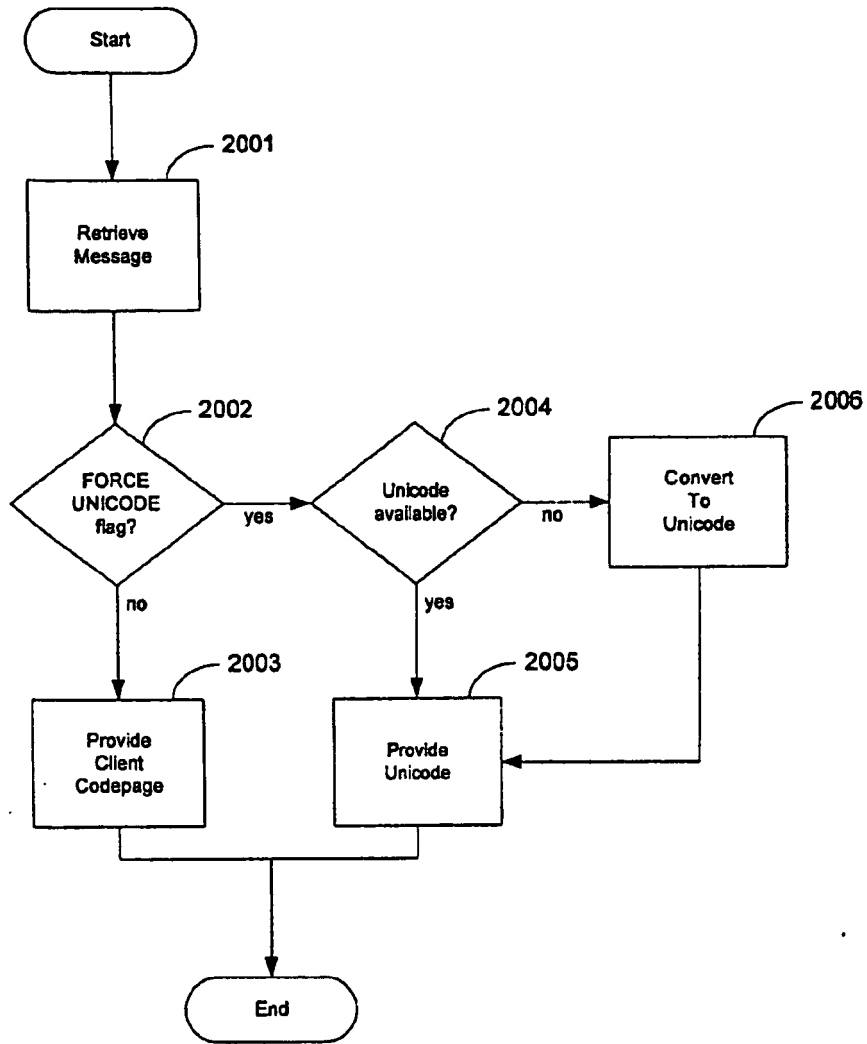 Start
2001
Retrieve
Message
2002
FORCE
UNICODE
flag?
yes
no
2004
Unicode
available?
no
yes
2006
Convert
To
Unicode
2003
Provide
Client
Codepage
2005
Provide
Unicode
End